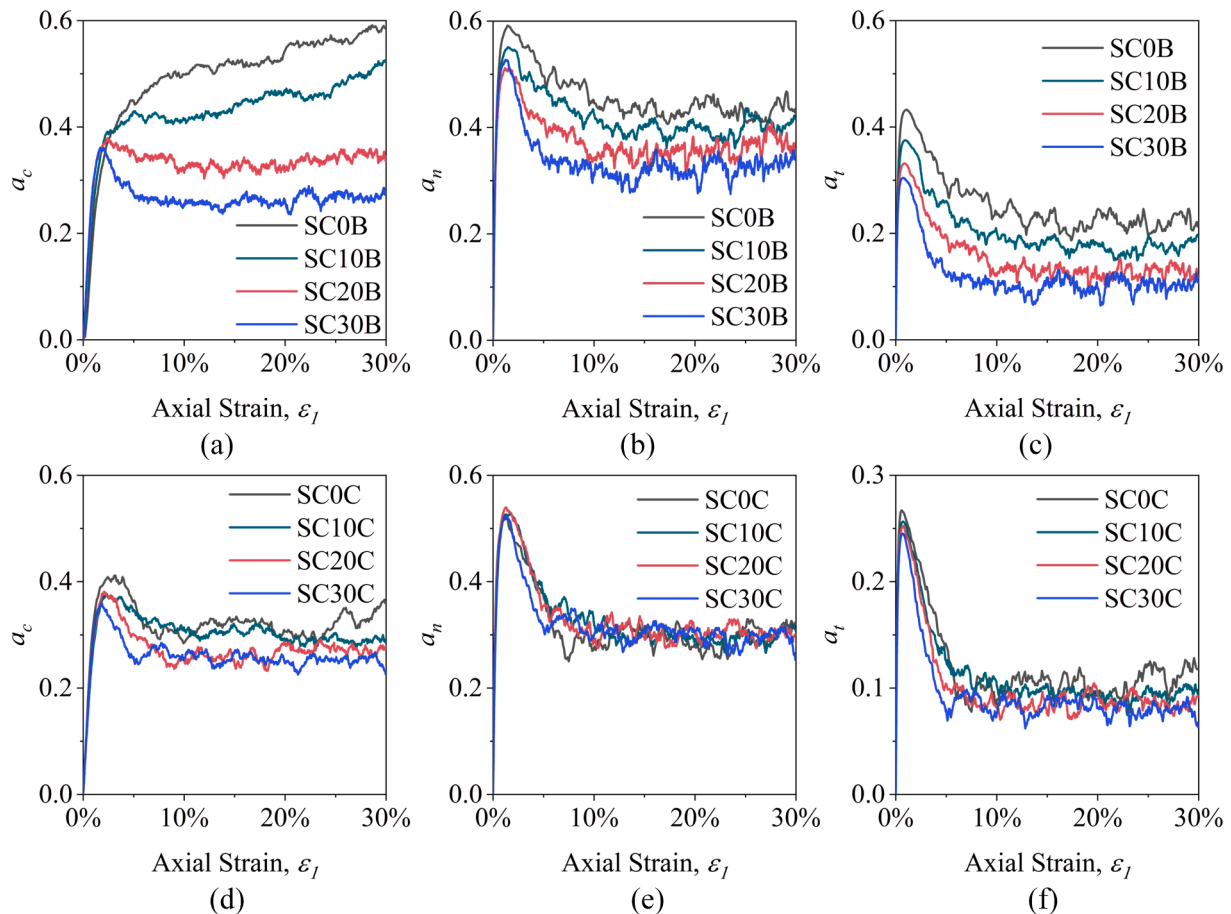 0.6
0.4
0.2
0.0
a_c
SC0B
SC10B
SC20B
SC30B
0% 10% 20% 30%
Axial Strain, ε_1
(a)
0.6
0.4
0.2
0.0
a_n
SC0B
SC10B
SC20B
SC30B
0% 10% 20% 30%
Axial Strain, ε_1
(b)
0.6
0.4
0.2
0.0
a_t
SC0B
SC10B
SC20B
SC30B
0% 10% 20% 30%
Axial Strain, ε_1
(c)
0.6
0.4
0.2
0.0
a_c
SC0C
SC10C
SC20C
SC30C
0% 10% 20% 30%
Axial Strain, ε_1
(d)
0.6
0.4
0.2
0.0
a_n
SC0C
SC10C
SC20C
SC30C
0% 10% 20% 30%
Axial Strain, ε_1
(e)
0.3
0.2
0.1
0.0
a_t
SC0C
SC10C
SC20C
SC30C
0% 10% 20% 30%
Axial Strain, ε_1
(f)